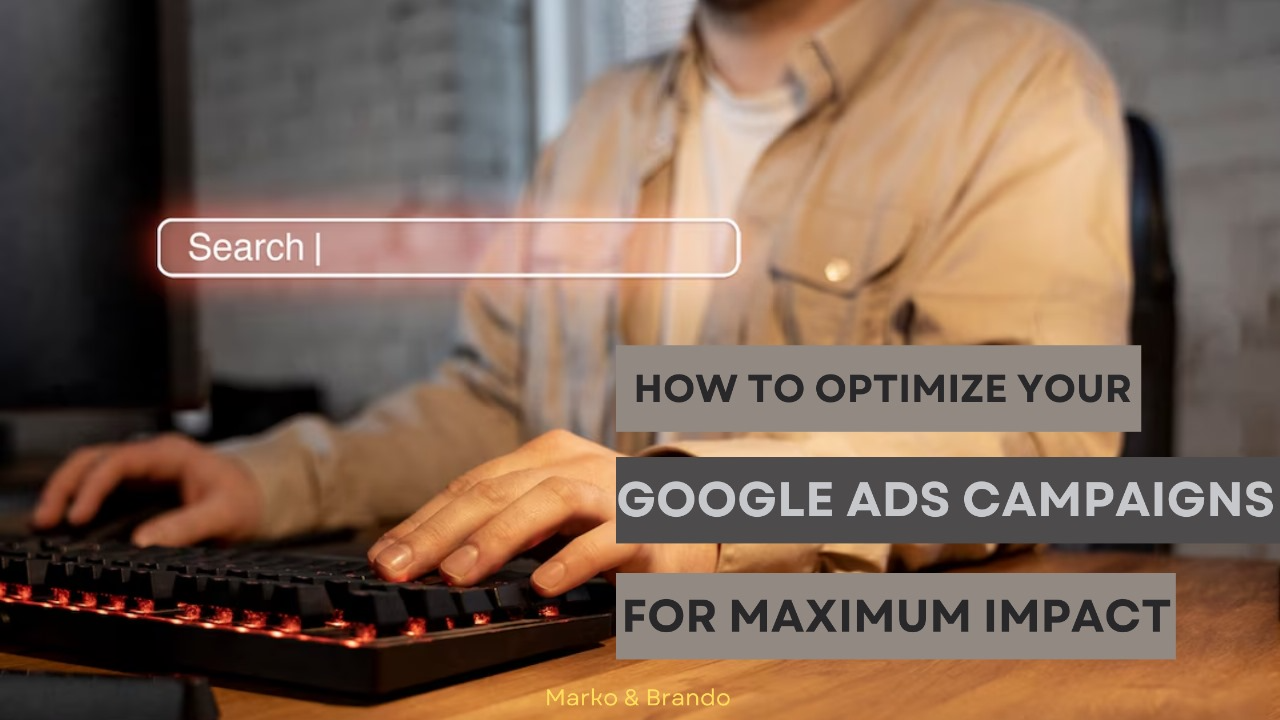 Search |
HOW TO OPTIMIZE YOUR
GOOGLE ADS CAMPAIGNS
FOR MAXIMUM IMPACT
Marko & Brando